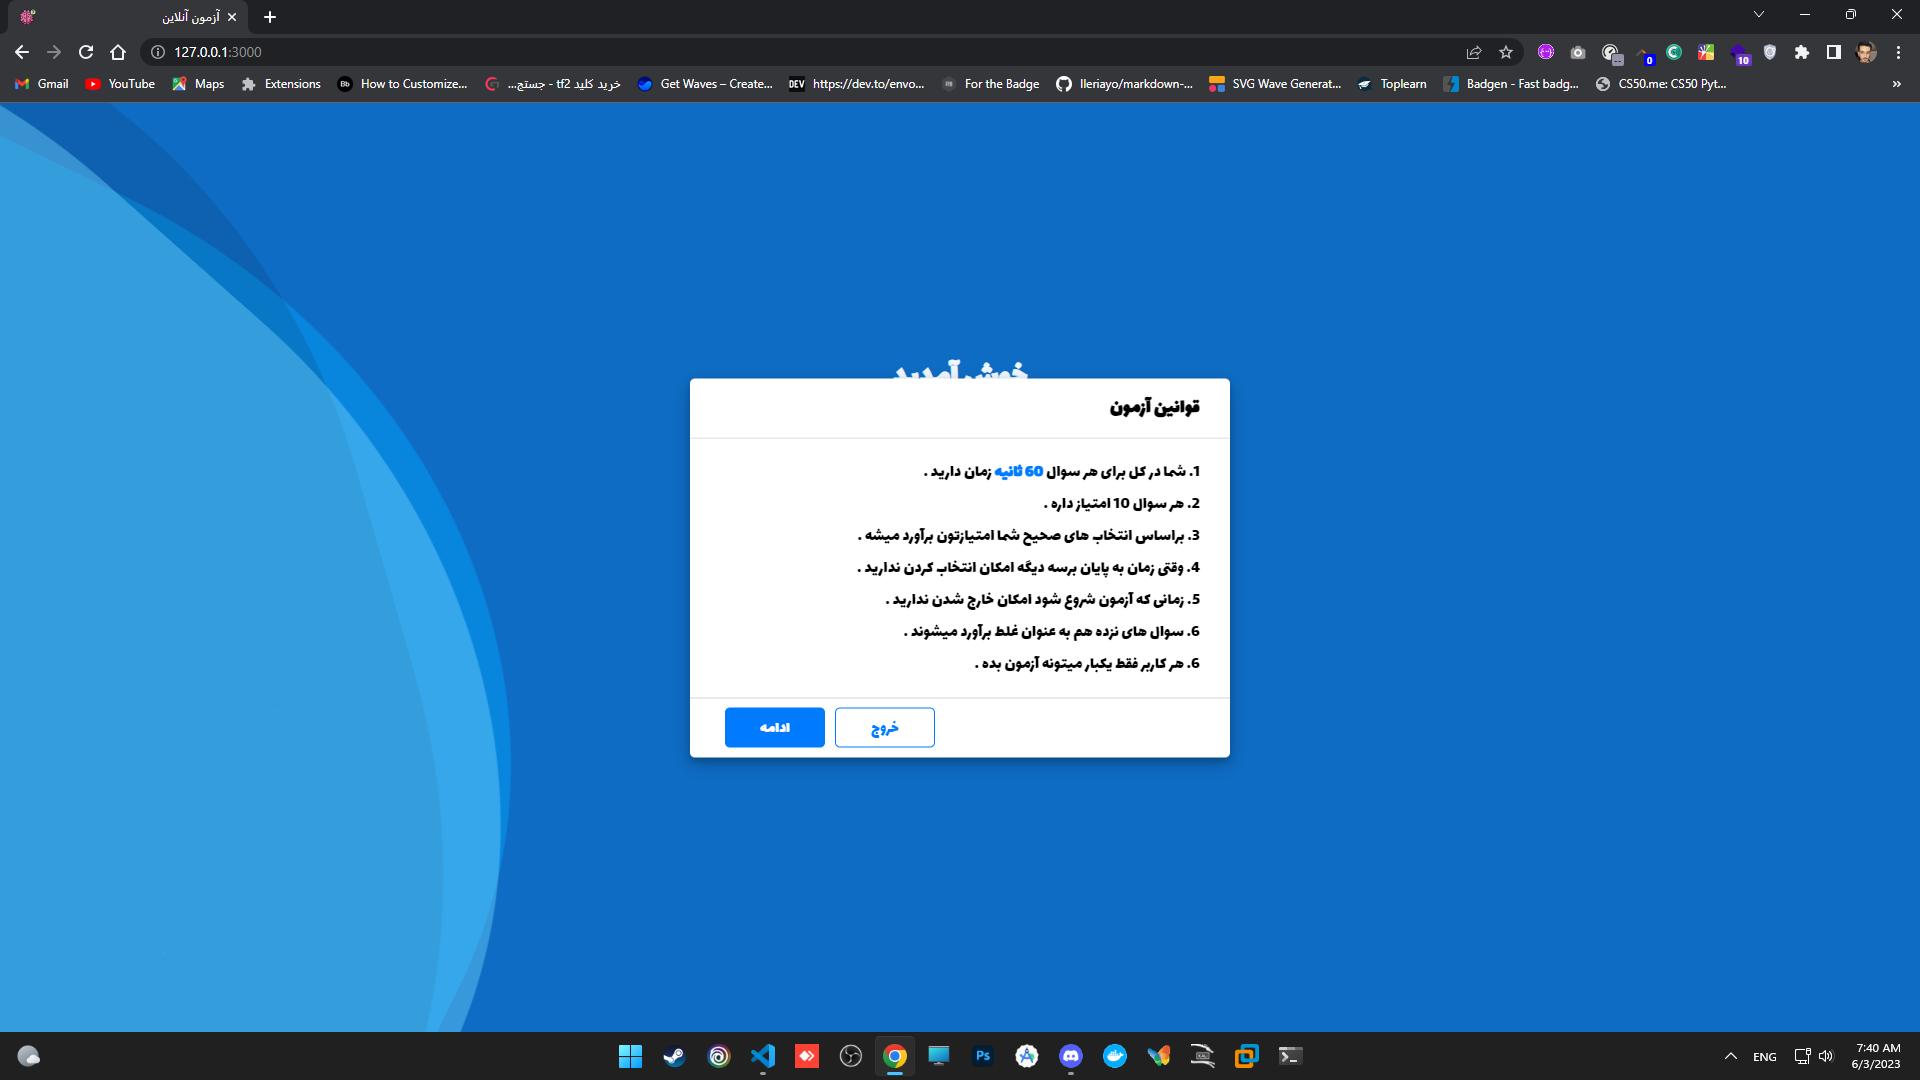 آزمون آنلاین
127.0.0.1:3000
Gmail
YouTube
Maps
Extensions
How to Customize...
خرید کلید tf2 - جستج...
Get Waves – Create...
DEV https://dev.to/envo...
For the Badge
Ileriayo/markdown-...
SVG Wave Generat...
Toplearn
Badgen - Fast badg...
CS50.me: CS50 Pyt...
»
0
10
خوش آمدید
قوانین آزمون
1. شما در کل برای هر سوال 60 ثانیه زمان دارید .
2. هر سوال 10 امتیاز داره .
3. براساس انتخاب های صحیح شما امتیازتون برآورد میشه .
4. وقتی زمان به پایان برسه دیگه امکان انتخاب کردن ندارید .
5. زمانی که آزمون شروع شود امکان خارج شدن ندارید .
6. سوال های نزده هم به عنوان غلط برآورد میشوند .
6. هر کاربر فقط یکبار میتونه آزمون بده .
خروج
ادامه
Ps
ENG
7:40 AM
6/3/2023